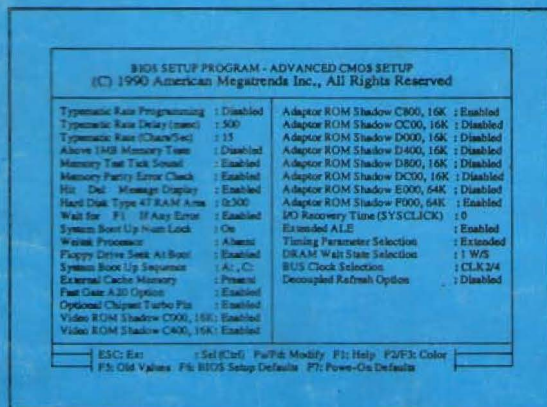 BIOS SETUP PROGRAM - ADVANCED CMOS SETUP
(C) 1990 American Megatrends Inc., All Rights Reserved
Typematic Rate Programming : Disabled
Typematic Rate Delay (msec) : 500
Typematic Rate (Chars/Sec) : 15
Above 1MB Memory Test : Disabled
Memory Test Tick Sound : Enabled
Memory Parity Error Check : Enabled
Hit Del Message Display : Enabled
Hard Disk Type 47 RAM Area : 0:300
Wait for F1 If Any Error : Enabled
System Boot Up Num Lock : On
Weitek Processor : Absent
Floppy Drive Seek At Boot : Enabled
System Boot Up Sequence : A:, C:
External Cache Memory : Present
Fast Gate A20 Option : Enabled
Optional Chipset Turbo Pin : Enabled
Video ROM Shadow C000, 16K: Enabled
Video ROM Shadow C400, 16K: Enabled
Adaptor ROM Shadow C800, 16K : Enabled
Adaptor ROM Shadow CC00, 16K : Disabled
Adaptor ROM Shadow D000, 16K : Disabled
Adaptor ROM Shadow D400, 16K : Disabled
Adaptor ROM Shadow D800, 16K : Disabled
Adaptor ROM Shadow DC00, 16K : Disabled
Adaptor ROM Shadow E000, 64K : Disabled
Adaptor ROM Shadow F000, 64K : Enabled
I/O Recovery Time (SYSCLICK) : 0
Extended ALE : Enabled
Timing Parameter Selection : Extended
DRAM Wait State Selection : 1 W/S
BUS Clock Selection : CLK2/4
Decoupled Refresh Option : Disabled
ESC: Exit : Sel (Ctrl) Pu/Pd: Modify F1: Help F2/F3: Color
F5: Old Values F6: BIOS Setup Defaults F7: Powe-On Defaults